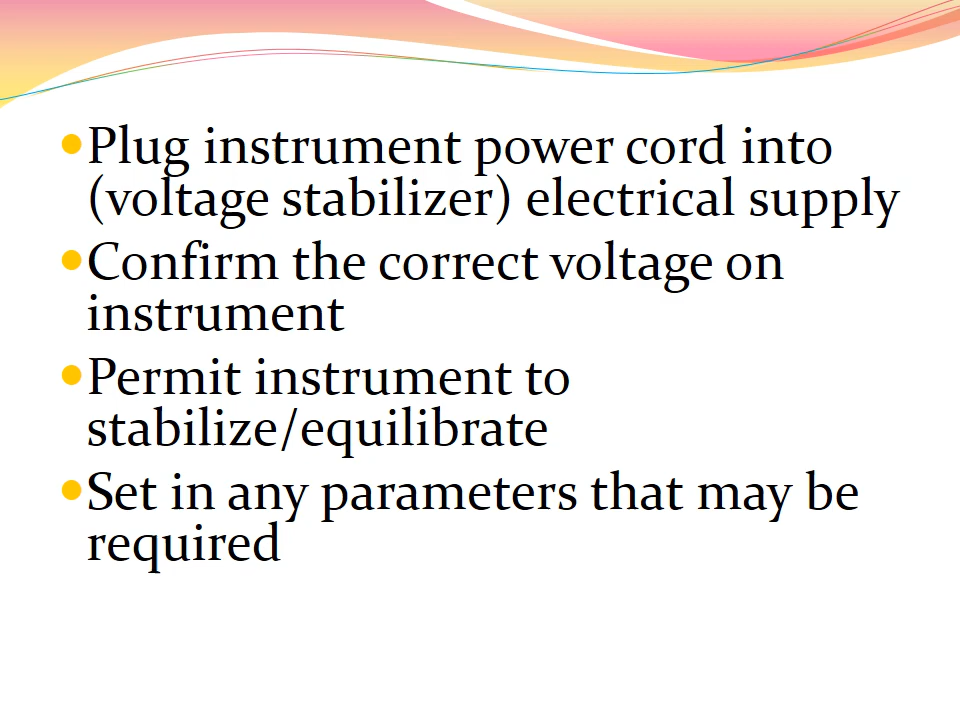 •Plug instrument power cord into
(voltage stabilizer) electrical supply
•Confirm the correct voltage on
instrument
•Permit instrument to
stabilize/equilibrate
•Set in any parameters that may be
required